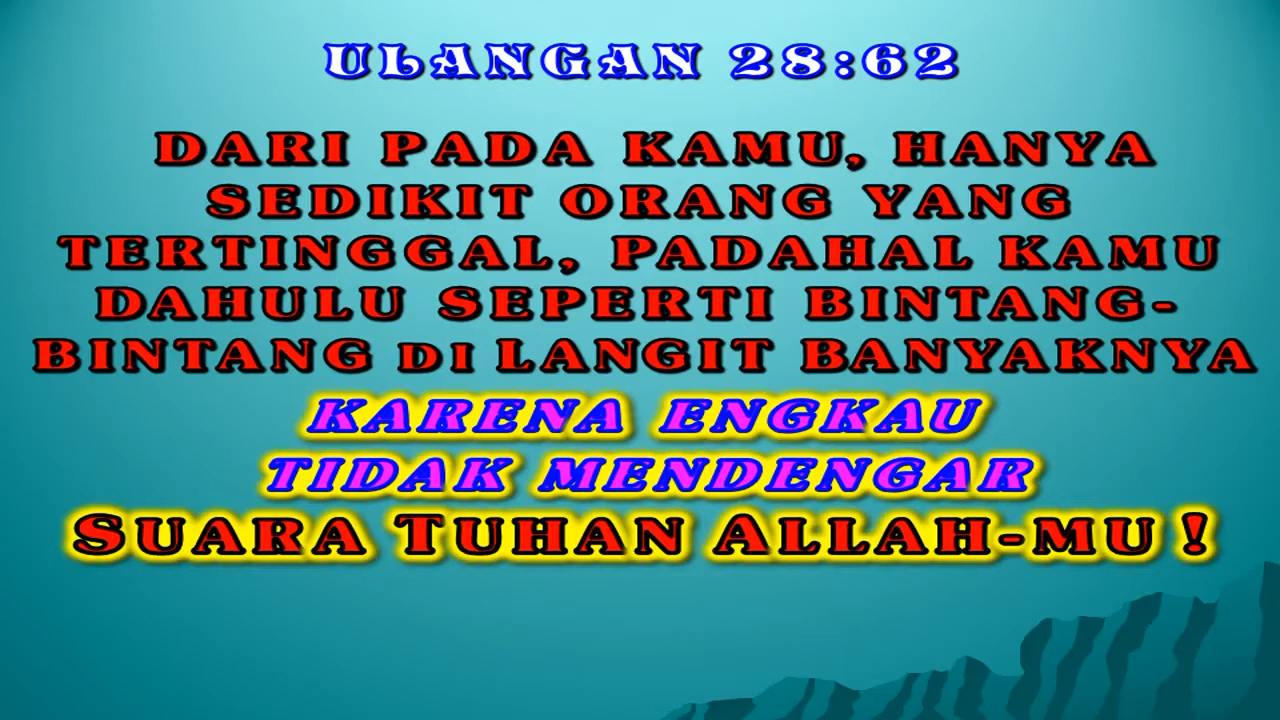 ULANGAN 28:62
DARI PADA KAMU, HANYA
SEDIKIT ORANG YANG
TERTINGGAL, PADAHAL KAMU
DAHULU SEPERTI BINTANG-
BINTANG DI LANGIT BANYAKNYA
KARENA ENGKAU
TIDAK MENDENGAR
SUARA TUHAN ALLAH-MU !